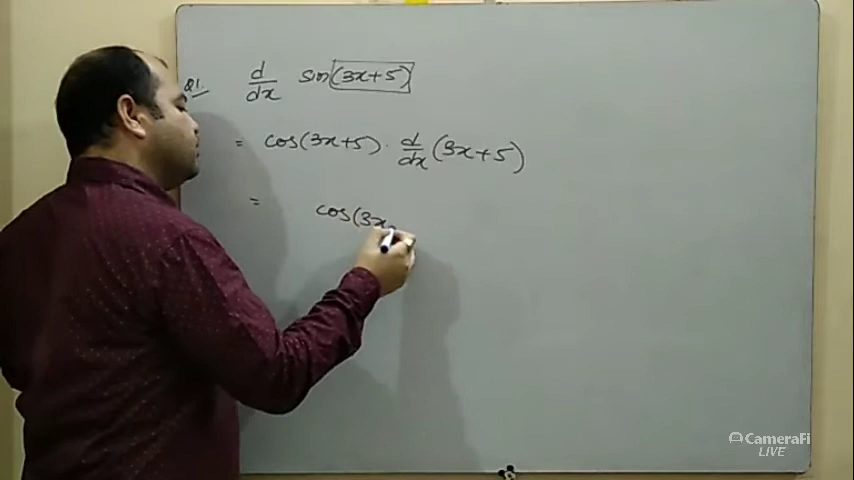 Q1. d/dx sin(3x+5)
= cos(3x+5) · d/dx (3x+5)
= cos(3x
CameraFi
LIVE